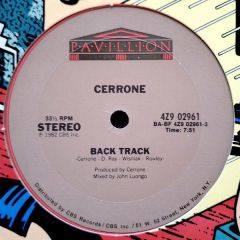 PAVILLION
CERRONE
33⅓ RPM
STEREO
℗ 1982 CBS Inc.
4Z9 02961
BA-BF 4Z9 02961-3
Time: 7:51
BACK TRACK
-Cerrone - D. Ray - Wisniak - Rowley-
Produced by Cerrone
Mixed by John Luongo
Distributed by CBS Records / CBS Inc. / 51 W. 52 Street, New York, N.Y.